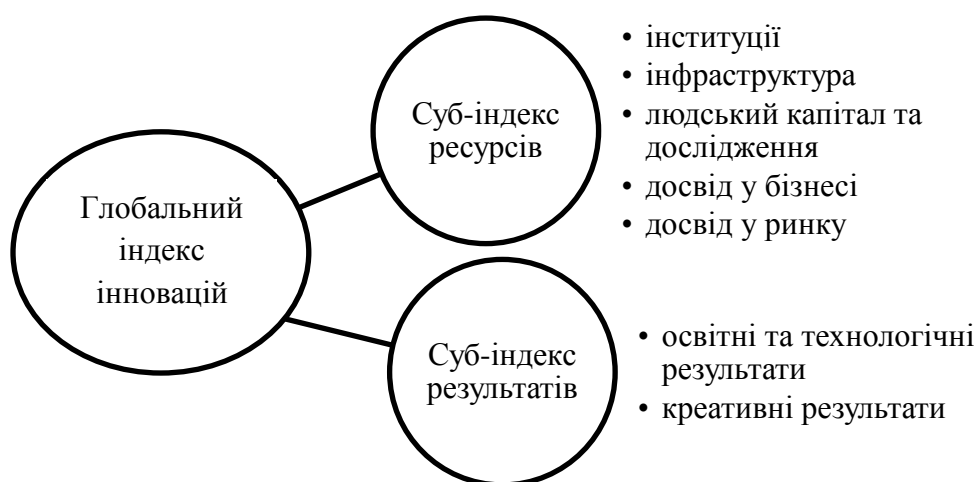 Глобальний
індекс
інновацій
Суб-індекс
ресурсів
• інституції
• інфраструктура
• людський капітал та
дослідження
• досвід у бізнесі
• досвід у ринку
Суб-індекс
результатів
• освітні та технологічні
результати
• креативні результати